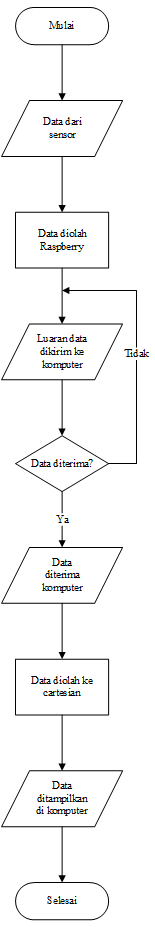 Mulai
Data dari
sensor
Data diolah
Raspberry
Luaran data
dikirim ke
komputer
Tidak
Data diterima?
Ya
Data
diterima
komputer
Data diolah ke
cartesian
Data
ditampilkan
di komputer
Selesai